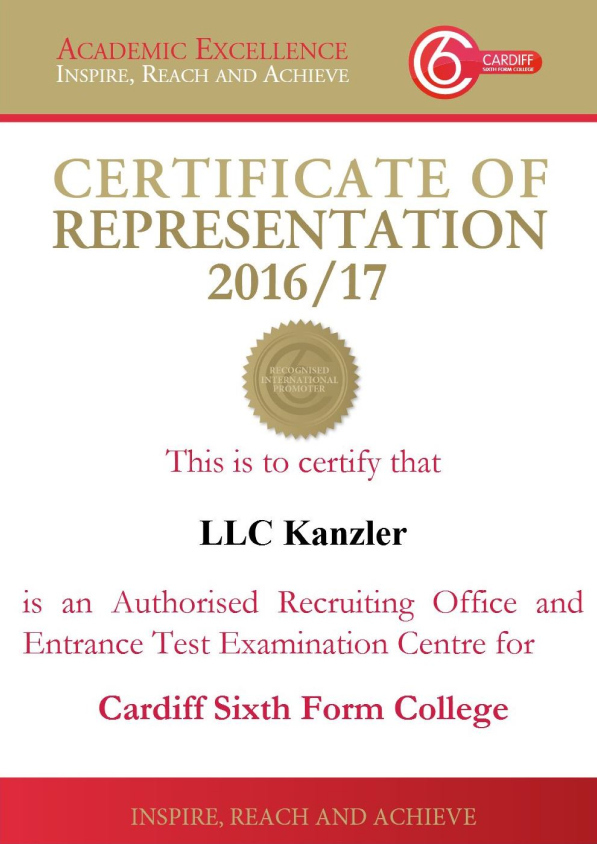 ACADEMIC EXCELLENCE
INSPIRE, REACH AND ACHIEVE
6 CARDIFF
SIXTH FORM COLLEGE
CERTIFICATE OF
REPRESENTATION
2016/17
RECOGNISED
INTERNATIONAL
PROMOTER
This is to certify that
LLC Kanzler
is an Authorised Recruiting Office and
Entrance Test Examination Centre for
Cardiff Sixth Form College
INSPIRE, REACH AND ACHIEVE